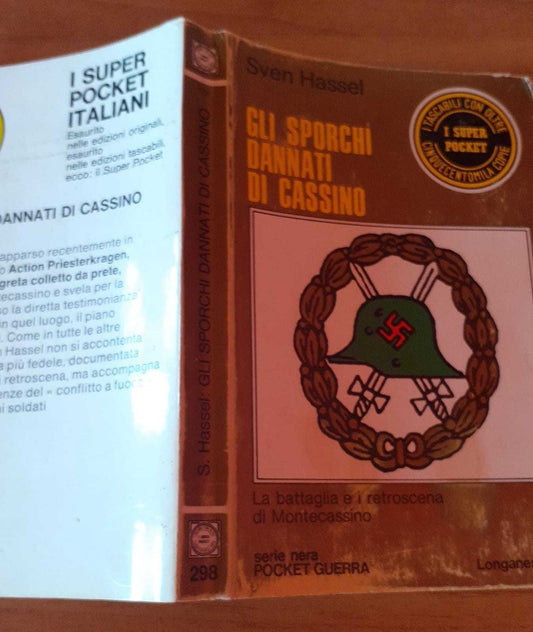 I SUPER
POCKET
ITALIANI
Esaurito
nelle edizioni originali,
esaurito
nelle edizioni tascabili,
ecco: il Super Pocket
DANNATI DI CASSINO
apparso recentemente in
Action Priesterkragen,
greta colletto da prete,
tecassino e svela per la
so la diretta testimonianza
in quel luogo, il piano
. Come in tutte le altre
n Hassel non si accontenta
a più fedele, documentata
i retroscena, ma accompagna
enze del « conflitto a fuoco
ni soldati
S. Hassel: GLI SPORCHI DANNATI DI CASSINO
298
Sven Hassel
GLI SPORCHI
DANNATI
DI CASSINO
I TASCABILI CON OLTRE
I SUPER
POCKET
CINQUECENTOMILA COPIE
La battaglia e i retroscena
di Montecassino
serie nera
POCKET GUERRA
Longanes